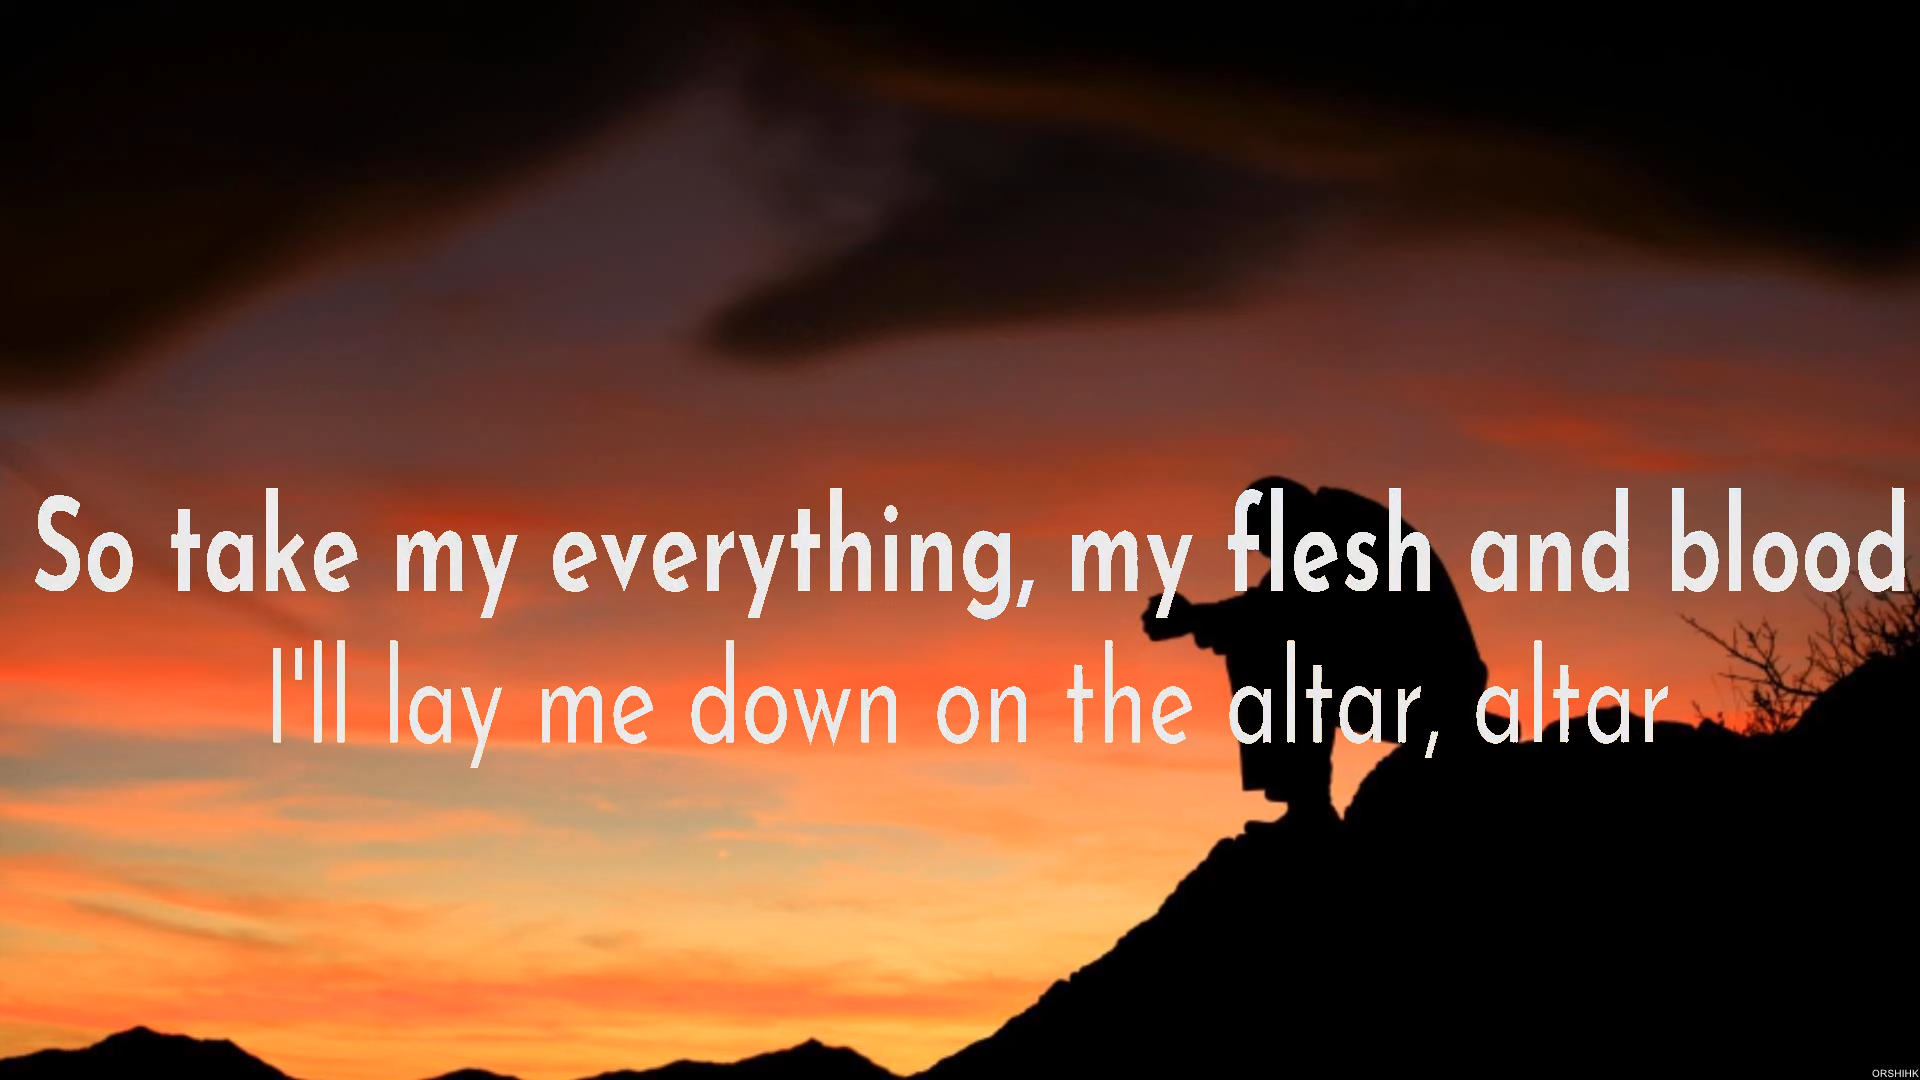 So take my everything, my flesh and blood
I'll lay me down on the altar, altar
ORSHIHK